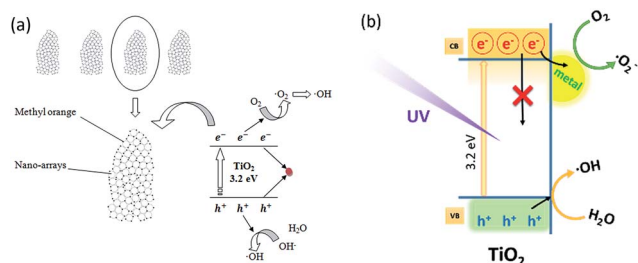 (a)
Methyl orange
Nano-arrays
O₂
·O₂⁻
·OH
e⁻ e⁻ e⁻
TiO₂
3.2 eV
h⁺ h⁺ h⁺
H₂O
OH⁻
·OH
(b)
CB
e⁻ e⁻ e⁻
O₂
·O₂⁻
metal
UV
3.2 eV
·OH
VB
h⁺ h⁺ h⁺
H₂O
TiO₂